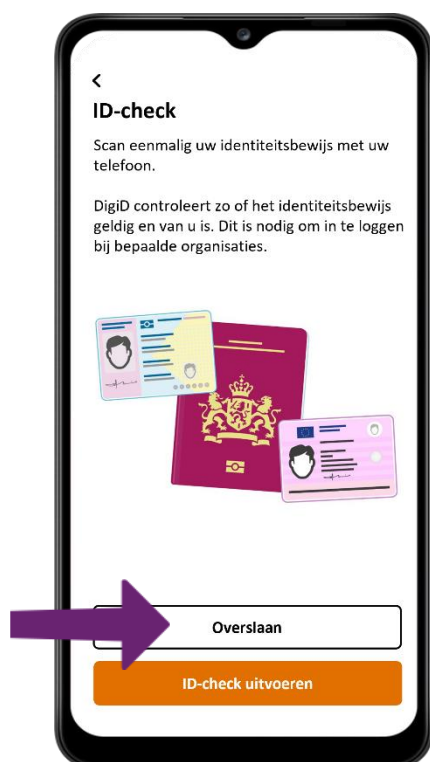 ID-check
Scan eenmalig uw identiteitsbewijs met uw
telefoon.
DigiD controleert zo of het identiteitsbewijs
geldig en van u is. Dit is nodig om in te loggen
bij bepaalde organisaties.
Overslaan
ID-check uitvoeren